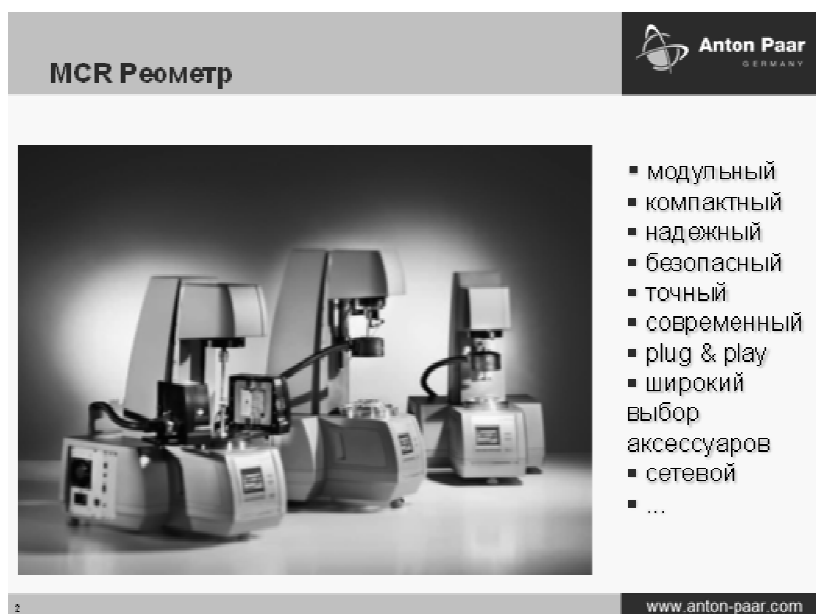 MCR Реометр
Anton Paar
GERMANY
▪ модульный
▪ компактный
▪ надежный
▪ безопасный
▪ точный
▪ современный
▪ plug & play
▪ широкий
выбор
аксессуаров
▪ сетевой
▪ ...
2
www.anton-paar.com